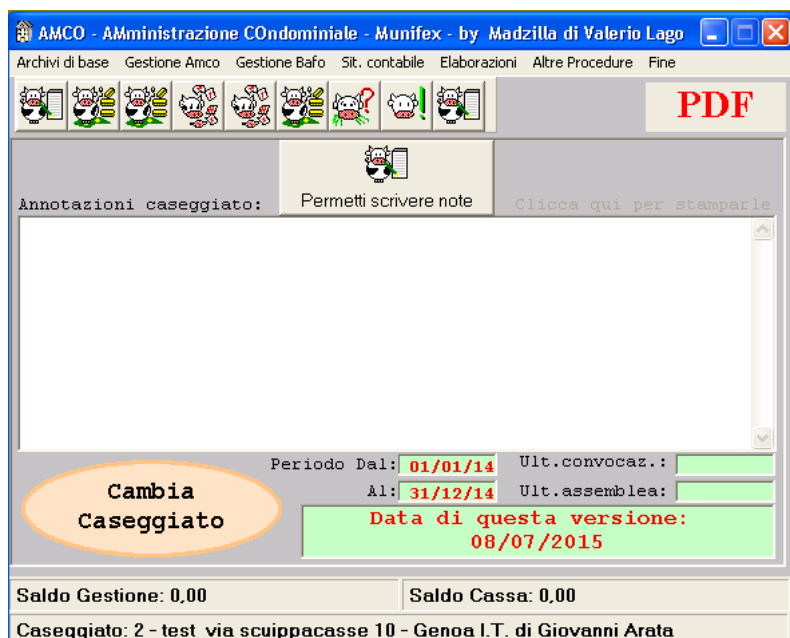 AMCO - AMministrazione COndominiale - Munifex - by Madzilla di Valerio Lago
Archivi di base Gestione Amco Gestione Bafo Sit. contabile Elaborazioni Altre Procedure Fine
PDF
Permetti scrivere note
Annotazioni caseggiato:
Clicca qui per stamparle
Periodo Dal: 01/01/14 Ult.convocaz.:
Al: 31/12/14 Ult.assemblea:
Cambia
Caseggiato
Data di questa versione:
08/07/2015
Saldo Gestione: 0,00 Saldo Cassa: 0,00
Caseggiato: 2 - test via scuippacasse 10 - Genoa I.T. di Giovanni Arata